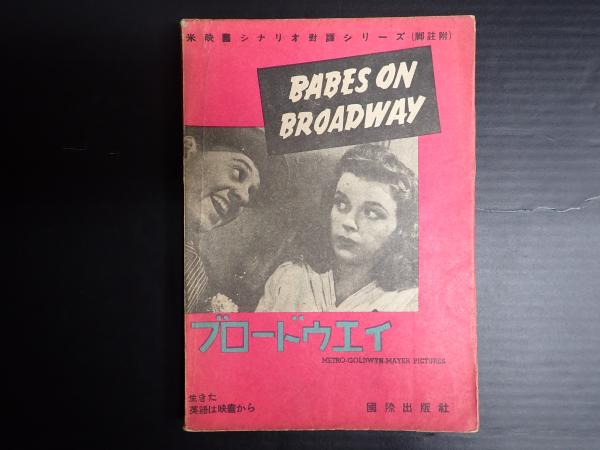 米映畫シナリオ對譯シリーズ(脚註附)
BABES ON
BROADWAY
ブロードウエイ
METRO-GOLDWYN-MAYER PICTURES
生きた
英語は映畫から
國際出版社